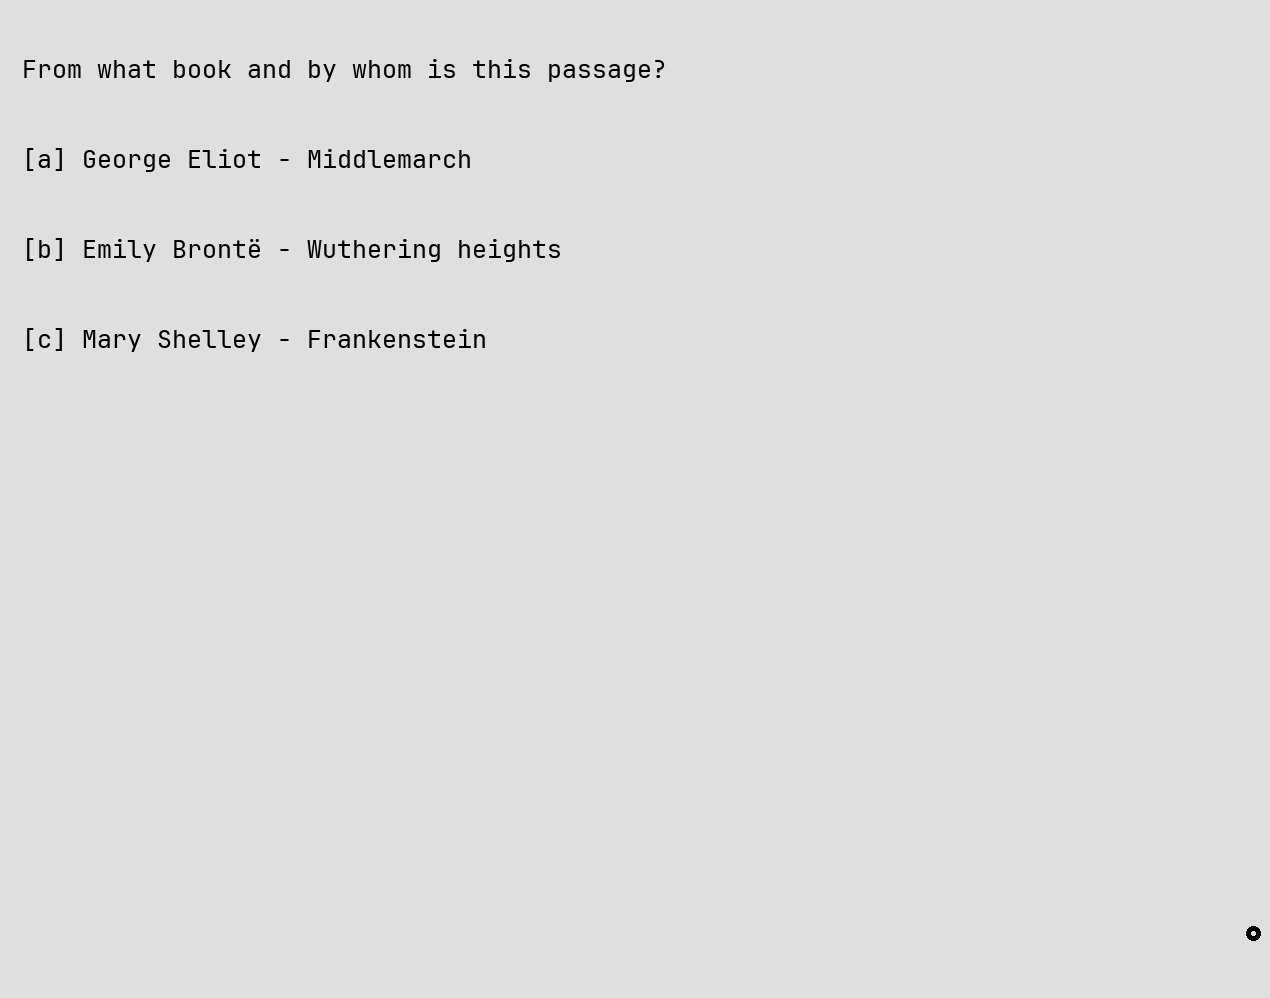 From what book and by whom is this passage?
[a] George Eliot - Middlemarch
[b] Emily Brontë - Wuthering heights
[c] Mary Shelley - Frankenstein